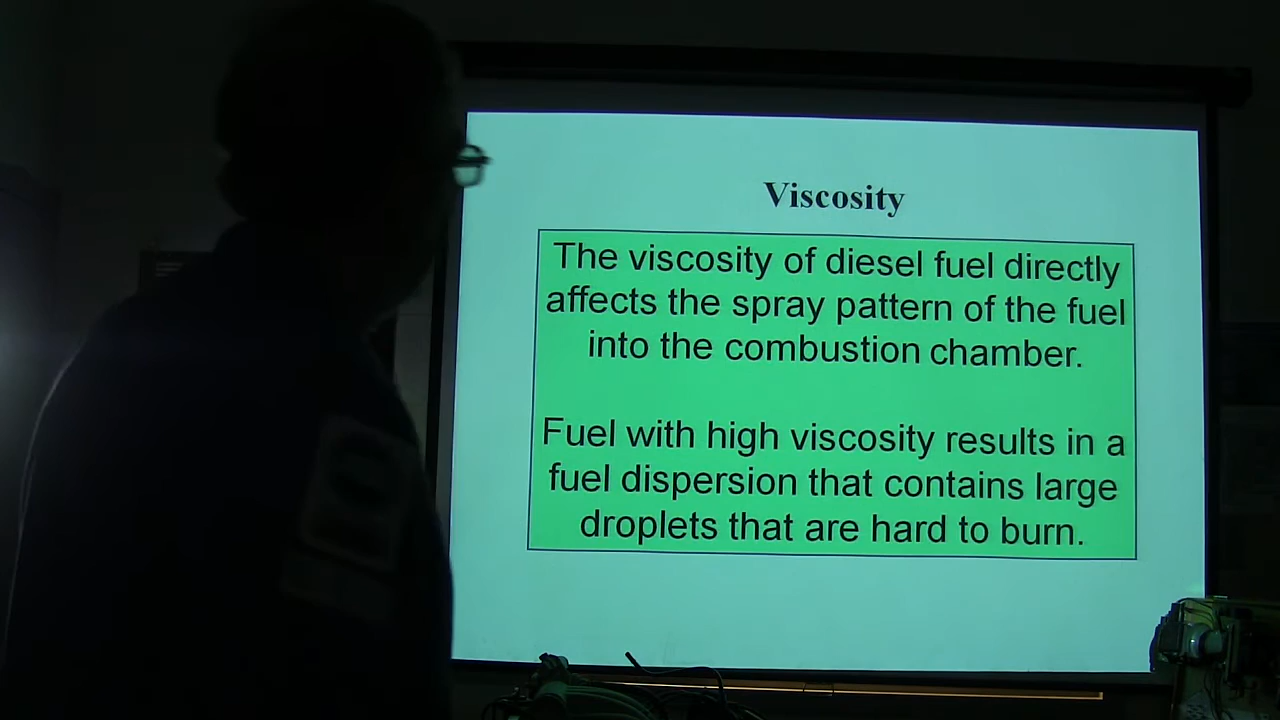 Viscosity
The viscosity of diesel fuel directly
affects the spray pattern of the fuel
into the combustion chamber.
Fuel with high viscosity results in a
fuel dispersion that contains large
droplets that are hard to burn.